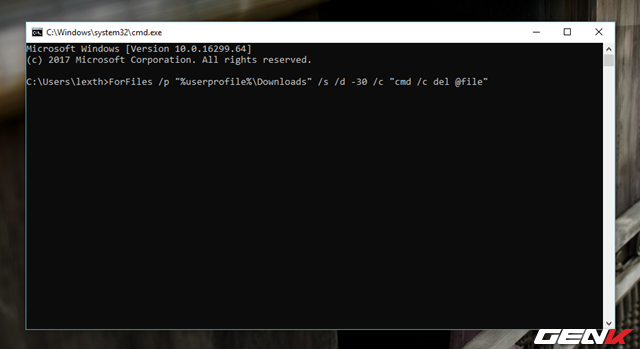 C:\Windows\system32\cmd.exe
Microsoft Windows [Version 10.0.16299.64]
(c) 2017 Microsoft Corporation. All rights reserved.
C:\Users\lexth>ForFiles /p "%userprofile%\Downloads" /s /d -30 /c "cmd /c del @file"
GENK